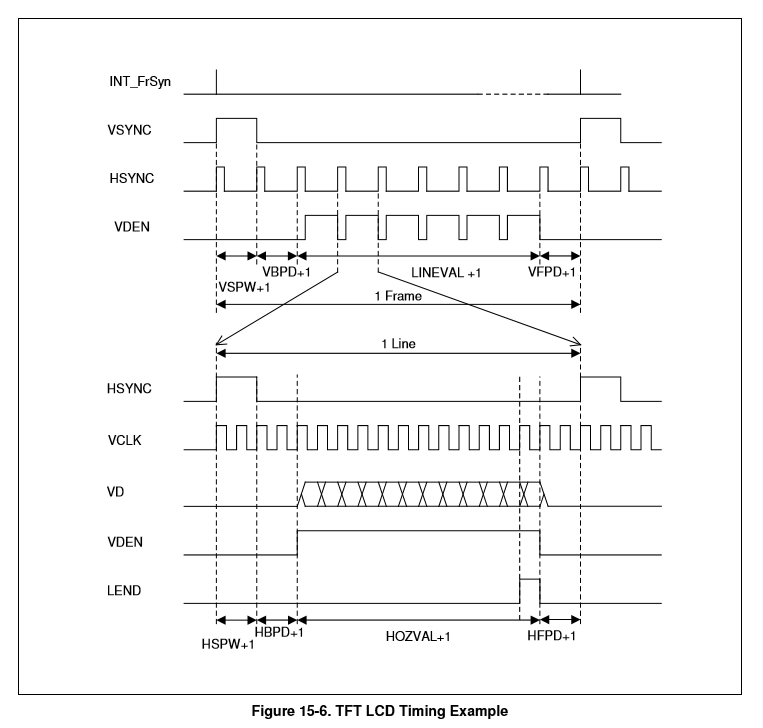 INT_FrSyn
VSYNC
HSYNC
VDEN
VBPD+1
LINEVAL +1
VFPD+1
VSPW+1
1 Frame
1 Line
HSYNC
VCLK
VD
VDEN
LEND
HSPW+1
HBPD+1
HOZVAL+1
HFPD+1
Figure 15-6. TFT LCD Timing Example